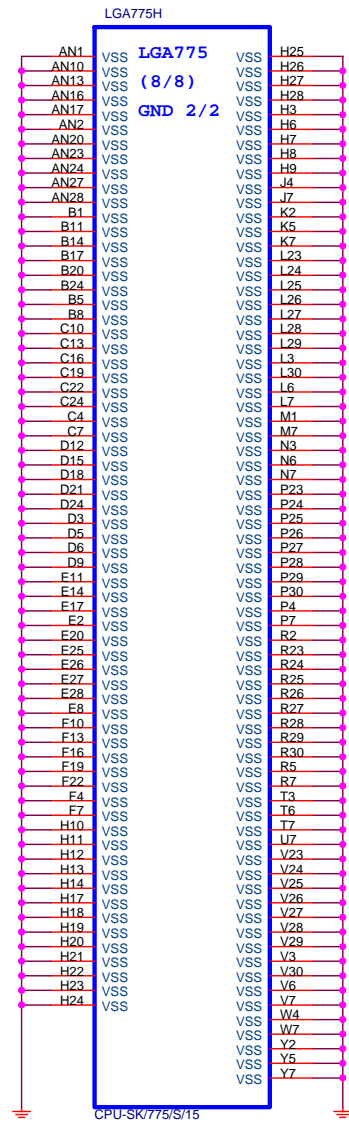 LGA775H
AN1 VSS LGA775 VSS H25
AN10 VSS VSS H26
AN13 VSS (8/8) VSS H27
AN16 VSS VSS H28
AN17 VSS GND 2/2 VSS H3
AN2 VSS VSS H6
AN20 VSS VSS H7
AN23 VSS VSS H8
AN24 VSS VSS H9
AN27 VSS VSS J4
AN28 VSS VSS J7
B1 VSS VSS K2
B11 VSS VSS K5
B14 VSS VSS K7
B17 VSS VSS L23
B20 VSS VSS L24
B24 VSS VSS L25
B5 VSS VSS L26
B8 VSS VSS L27
C10 VSS VSS L28
C13 VSS VSS L29
C16 VSS VSS L3
C19 VSS VSS L30
C22 VSS VSS L6
C24 VSS VSS L7
C4 VSS VSS M1
C7 VSS VSS M7
D12 VSS VSS N3
D15 VSS VSS N6
D18 VSS VSS N7
D21 VSS VSS P23
D24 VSS VSS P24
D3 VSS VSS P25
D5 VSS VSS P26
D6 VSS VSS P27
D9 VSS VSS P28
E11 VSS VSS P29
E14 VSS VSS P30
E17 VSS VSS P4
E2 VSS VSS P7
E20 VSS VSS R2
E25 VSS VSS R23
E26 VSS VSS R24
E27 VSS VSS R25
E28 VSS VSS R26
E8 VSS VSS R27
F10 VSS VSS R28
F13 VSS VSS R29
F16 VSS VSS R30
F19 VSS VSS R5
F22 VSS VSS R7
F4 VSS VSS T3
F7 VSS VSS T6
H10 VSS VSS T7
H11 VSS VSS U7
H12 VSS VSS V23
H13 VSS VSS V24
H14 VSS VSS V25
H17 VSS VSS V26
H18 VSS VSS V27
H19 VSS VSS V28
H20 VSS VSS V29
H21 VSS VSS V3
H22 VSS VSS V30
H23 VSS VSS V6
H24 VSS VSS V7
VSS W4
VSS W7
VSS Y2
VSS Y5
VSS Y7
CPU-SK/775/S/15